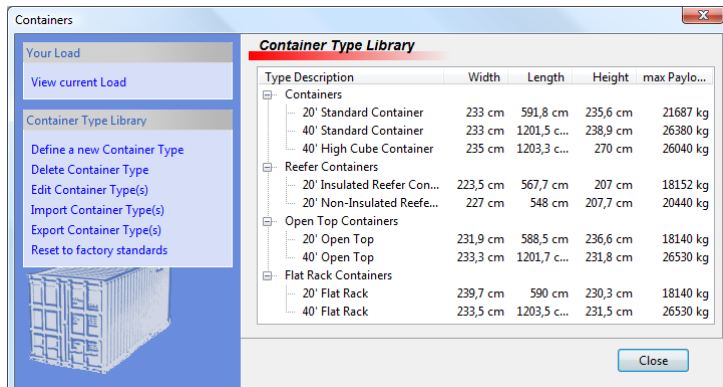 Containers
Your Load
View current Load
Container Type Library
Define a new Container Type
Delete Container Type
Edit Container Type(s)
Import Container Type(s)
Export Container Type(s)
Reset to factory standards
Container Type Library
Type Description Width Length Height max Paylo...
Containers
20' Standard Container 233 cm 591,8 cm 235,6 cm 21687 kg
40' Standard Container 233 cm 1201,5 c... 238,9 cm 26380 kg
40' High Cube Container 235 cm 1203,3 c... 270 cm 26040 kg
Reefer Containers
20' Insulated Reefer Con... 223,5 cm 567,7 cm 207 cm 18152 kg
20' Non-Insulated Reefe... 227 cm 548 cm 207,7 cm 20440 kg
Open Top Containers
20' Open Top 231,9 cm 588,5 cm 236,6 cm 18140 kg
40' Open Top 233,3 cm 1201,7 c... 231,8 cm 26530 kg
Flat Rack Containers
20' Flat Rack 239,7 cm 590 cm 230,3 cm 18140 kg
40' Flat Rack 233,5 cm 1203,5 c... 231,5 cm 26530 kg
Close